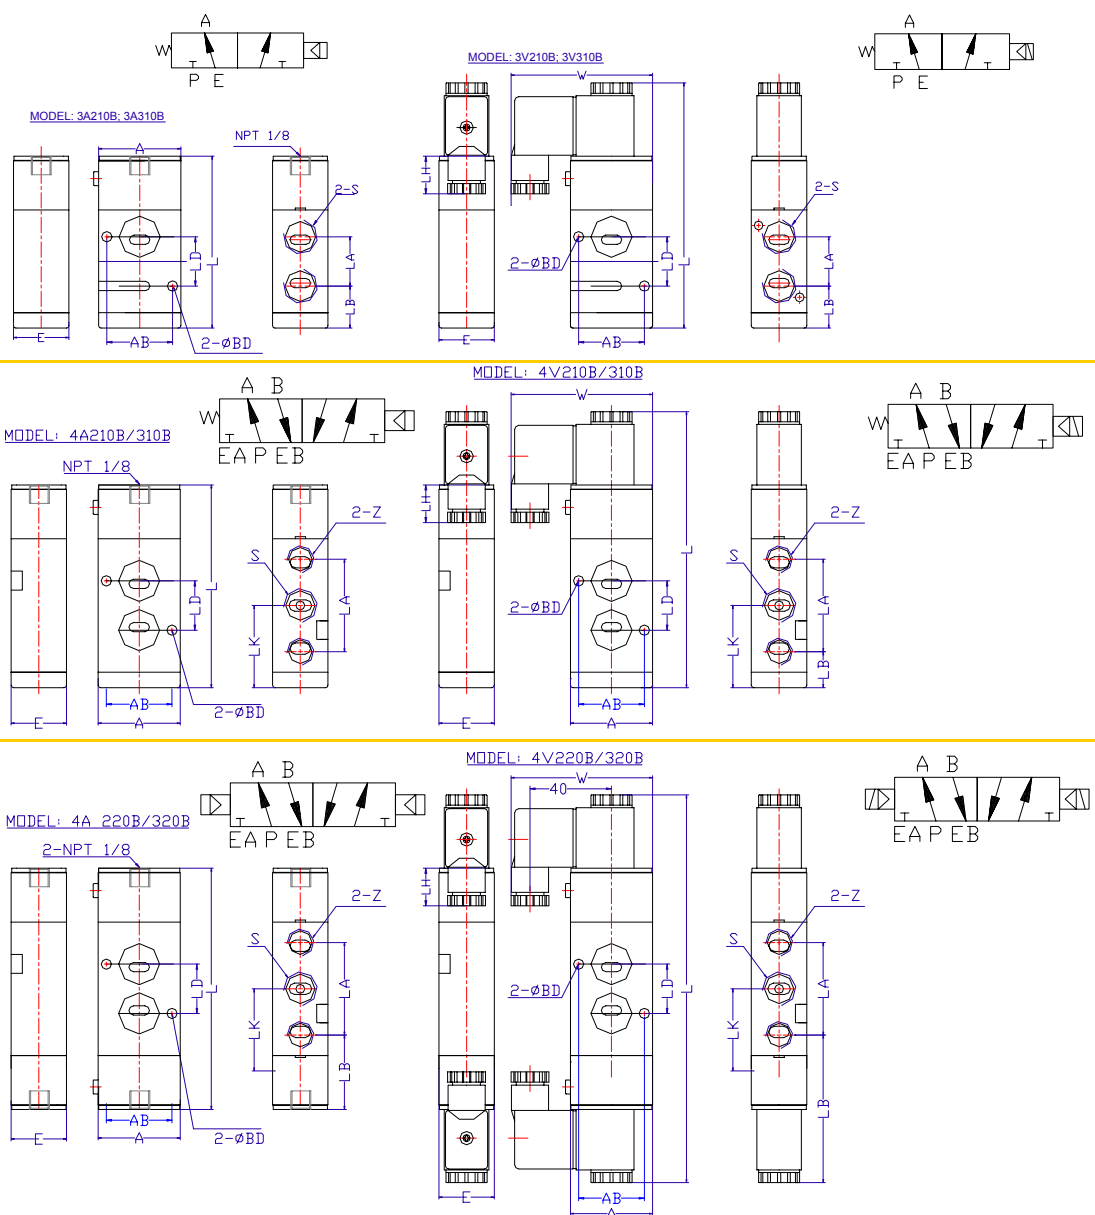 A
P E
MODEL: 3A210B; 3A310B
A
NPT 1/8
2-S
LD
L
LA
LB
E
AB
2-ØBD
MODEL: 3V210B; 3V310B
W
A
P E
LH
2-S
2-ØBD
LD
L
LA
LB
E
AB
MODEL: 4V210B/310B
A B
EA P EB
W
A B
EA P EB
MODEL: 4A210B/310B
NPT 1/8
2-Z
S
LD
L
LA
LK
AB
2-ØBD
E
A
LH
2-Z
S
L
2-ØBD
LD
LA
LK
LB
AB
E
A
MODEL: 4V220B/320B
A B
EA P EB
W
40
A B
EA P EB
MODEL: 4A 220B/320B
2-NPT 1/8
2-Z
S
LD
L
LA
LK
LB
AB
E
A
2-ØBD
LH
2-Z
S
2-ØBD
LD
L
LA
LK
LB
E
AB
A